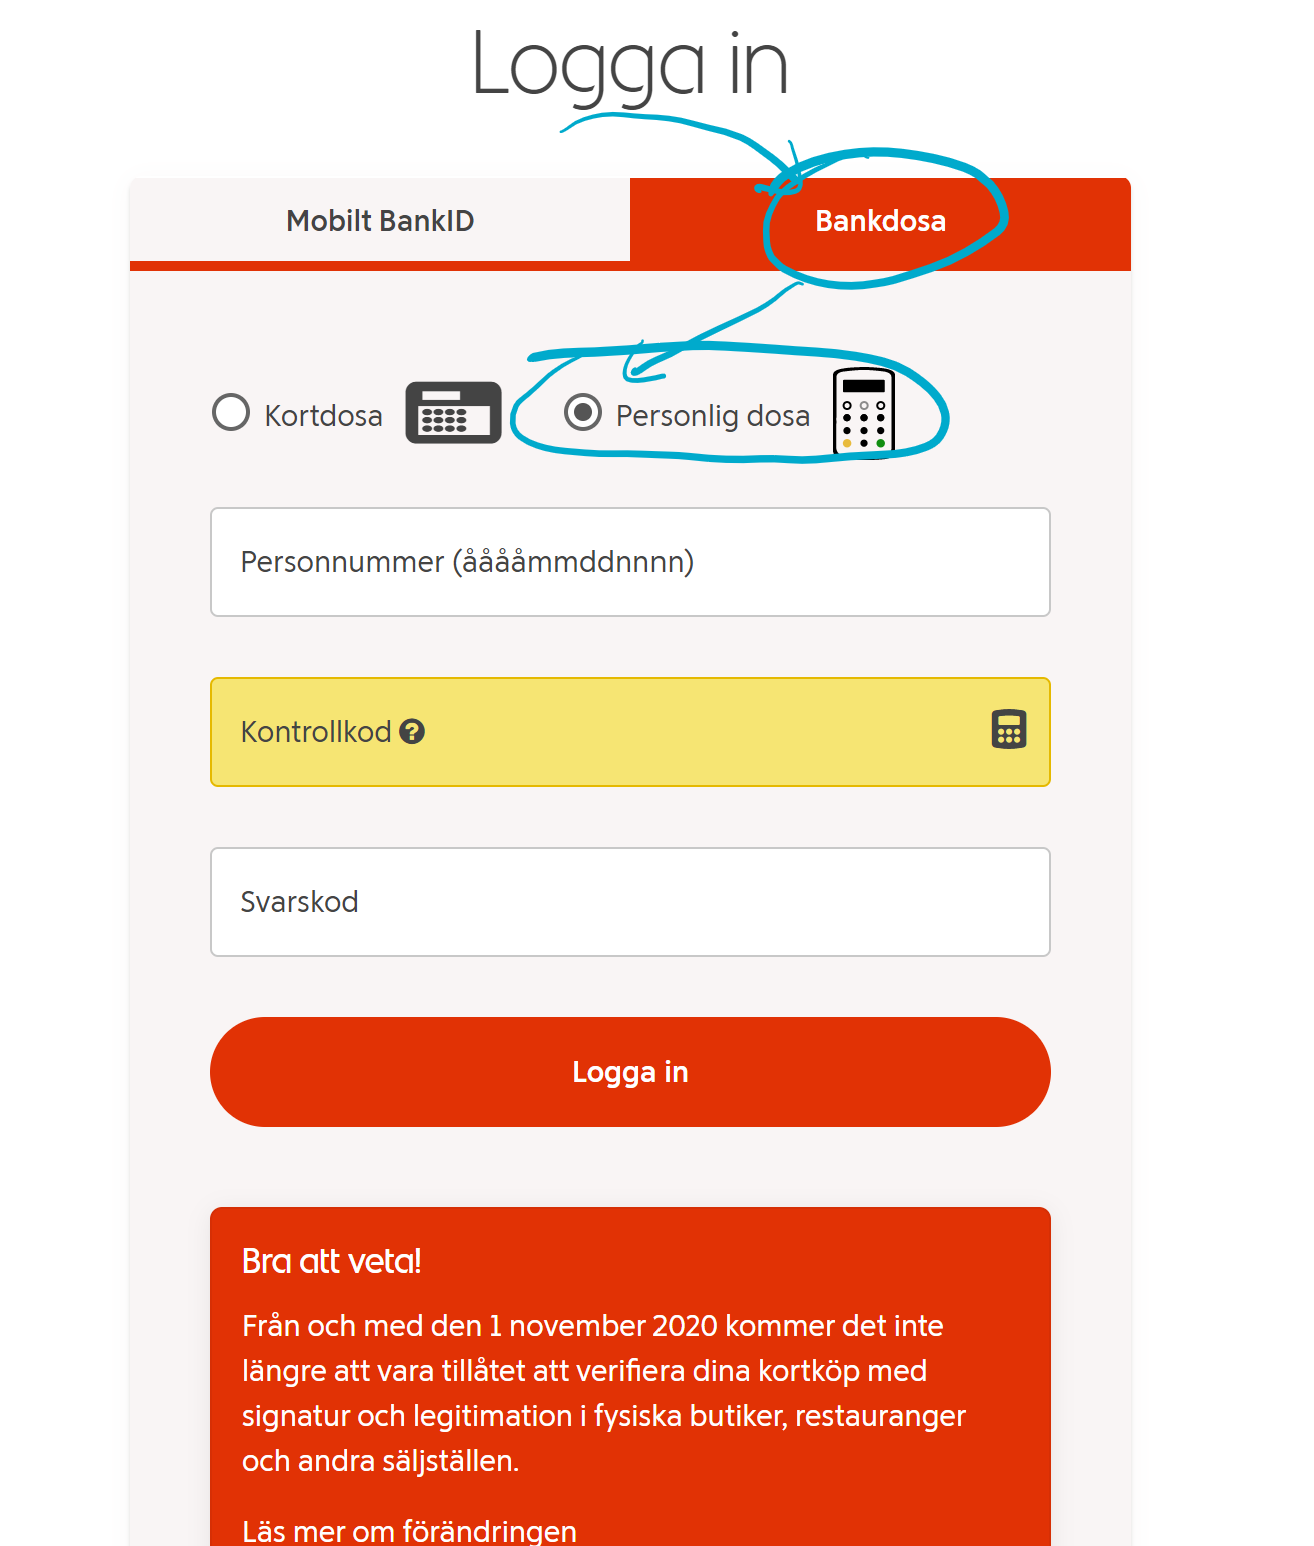 Logga in
Mobilt BankID
Bankdosa
Kortdosa
Personlig dosa
Personnummer (ååååmmddnnnn)
Kontrollkod ?
Svarskod
Logga in
Bra att veta!
Från och med den 1 november 2020 kommer det inte
längre att vara tillåtet att verifiera dina kortköp med
signatur och legitimation i fysiska butiker, restauranger
och andra säljställen.
Läs mer om förändringen